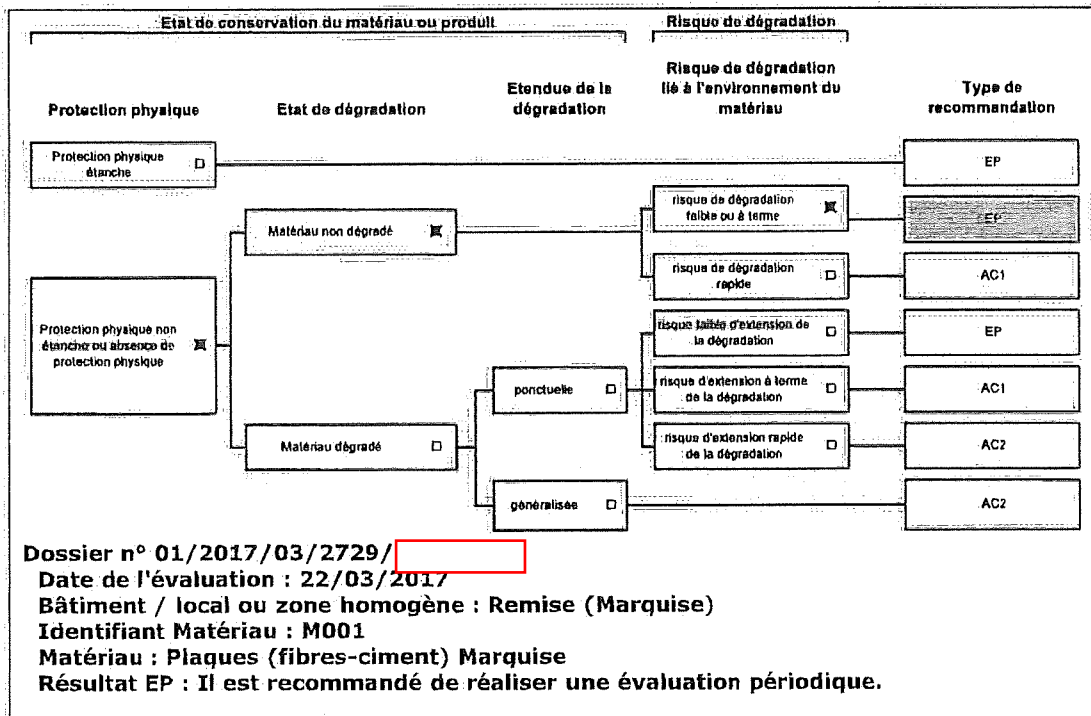 Etat de conservation du matériau ou produit
Risque de dégradation
Protection physique
Etat de dégradation
Etendue de la
dégradation
Risque de dégradation
lié à l'environnement du
matériau
Type de
recommandation
Protection physique
étanche
EP
Matériau non dégradé
risque de dégradation
faible ou à terme
EP
risque de dégradation
rapide
AC1
Protection physique non
étanche ou absence de
protection physique
risque faible d'extension de
la dégradation
EP
ponctuelle
risque d'extension à terme
de la dégradation
AC1
Matériau dégradé
risque d'extension rapide
de la dégradation
AC2
généralisée
AC2
Dossier n° 01/2017/03/2729/
Date de l'évaluation : 22/03/2017
Bâtiment / local ou zone homogène : Remise (Marquise)
Identifiant Matériau : M001
Matériau : Plaques (fibres-ciment) Marquise
Résultat EP : Il est recommandé de réaliser une évaluation périodique.